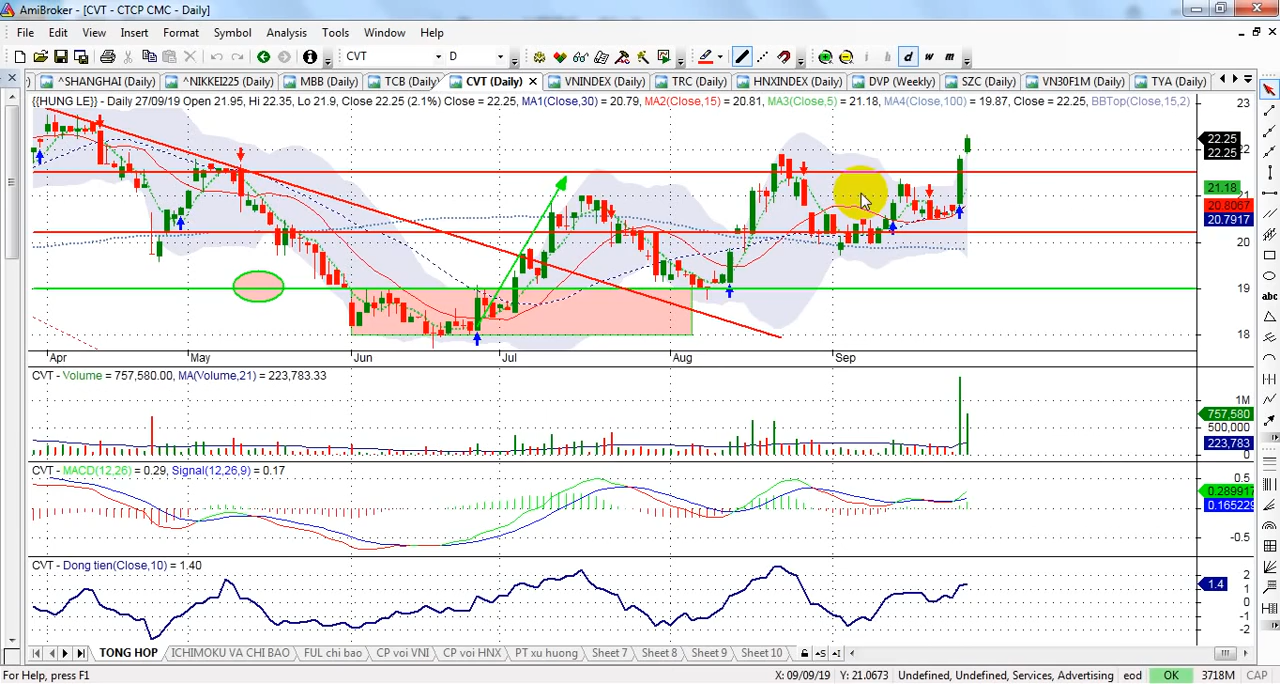 AmiBroker - [CVT - CTCP CMC - Daily]
File Edit View Insert Format Symbol Analysis Tools Window Help
CVT D i h d w m
^SHANGHAI (Daily) ^NIKKEI225 (Daily) MBB (Daily) TCB (Daily) CVT (Daily) VNINDEX (Daily) TRC (Daily) HNXINDEX (Daily) DVP (Weekly) SZC (Daily) VN30F1M (Daily) TYA (Daily)
{{HUNG LE}} - Daily 27/09/19 Open 21.95, Hi 22.35, Lo 21.9, Close 22.25 (2.1%) Close = 22.25, MA1(Close,30) = 20.79, MA2(Close,15) = 20.81, MA3(Close,5) = 21.18, MA4(Close,100) = 19.87, Close = 22.25, BBTop(Close,15,2)
23
22.25
22
22.25
21.18
21
20.8067
20.7917
20
19
18
abc
Apr May Jun Jul Aug Sep
CVT - Volume = 757,580.00, MA(Volume,21) = 223,783.33
1M
757,580
500,000
223,783
0
CVT - MACD(12,26) = 0.29, Signal(12,26,9) = 0.17
0.5
0.289917
0.165229
-0.5
CVT - Dong tien(Close,10) = 1.40
2
1.4
1
0
-1
-2
TONG HOP ICHIMOKU VA CHI BAO FUL chi bao CP voi VNI CP voi HNX PT xu huong Sheet 7 Sheet 8 Sheet 9 Sheet 10
For Help, press F1 X: 09/09/19 Y: 21.0673 Undefined, Undefined, Services, Advertising eod OK 3718M CAP